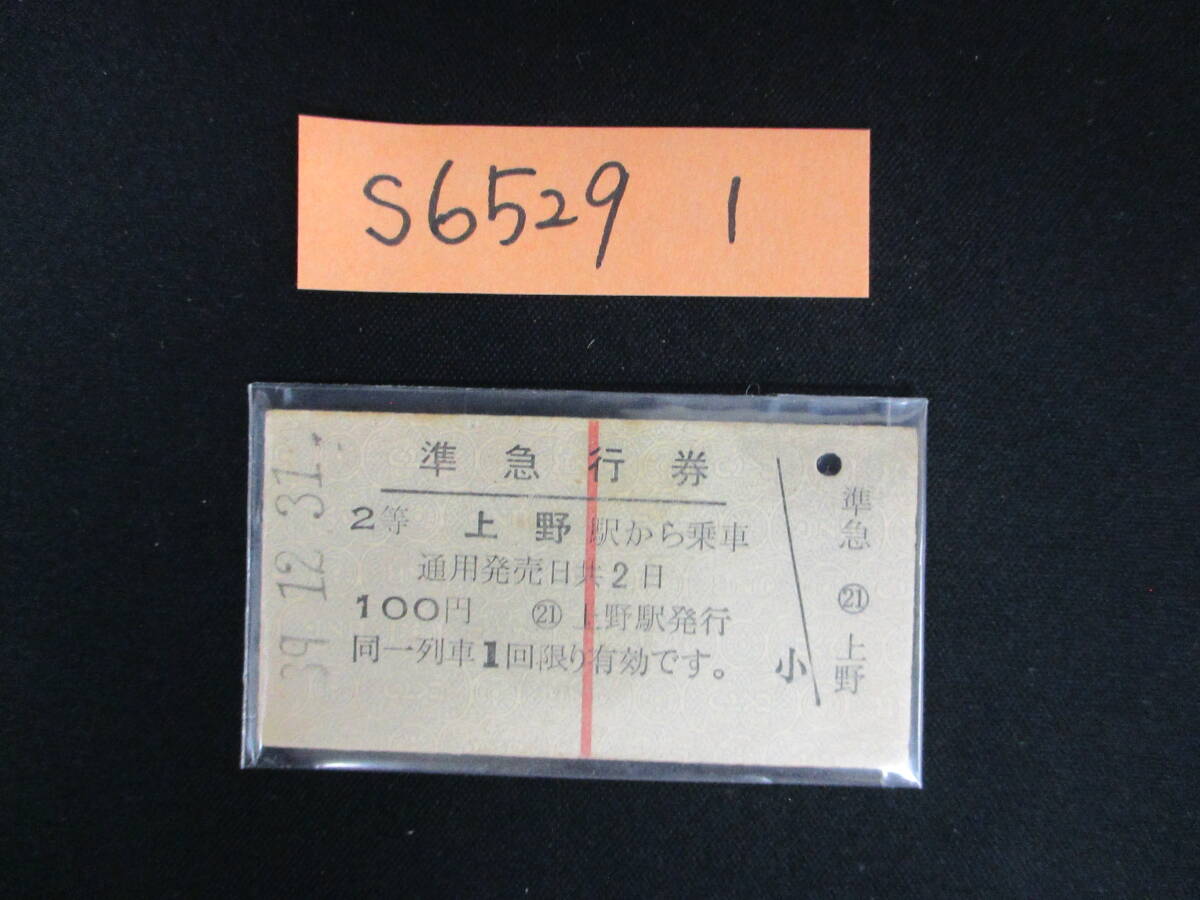 S6529 1
39.12.31
準急行券
2等 上野 駅から乗車
通用発売日共2日
100円 ㉑ 上野駅発行
同一列車1回限り有効です。
小
準急 ㉑ 上野